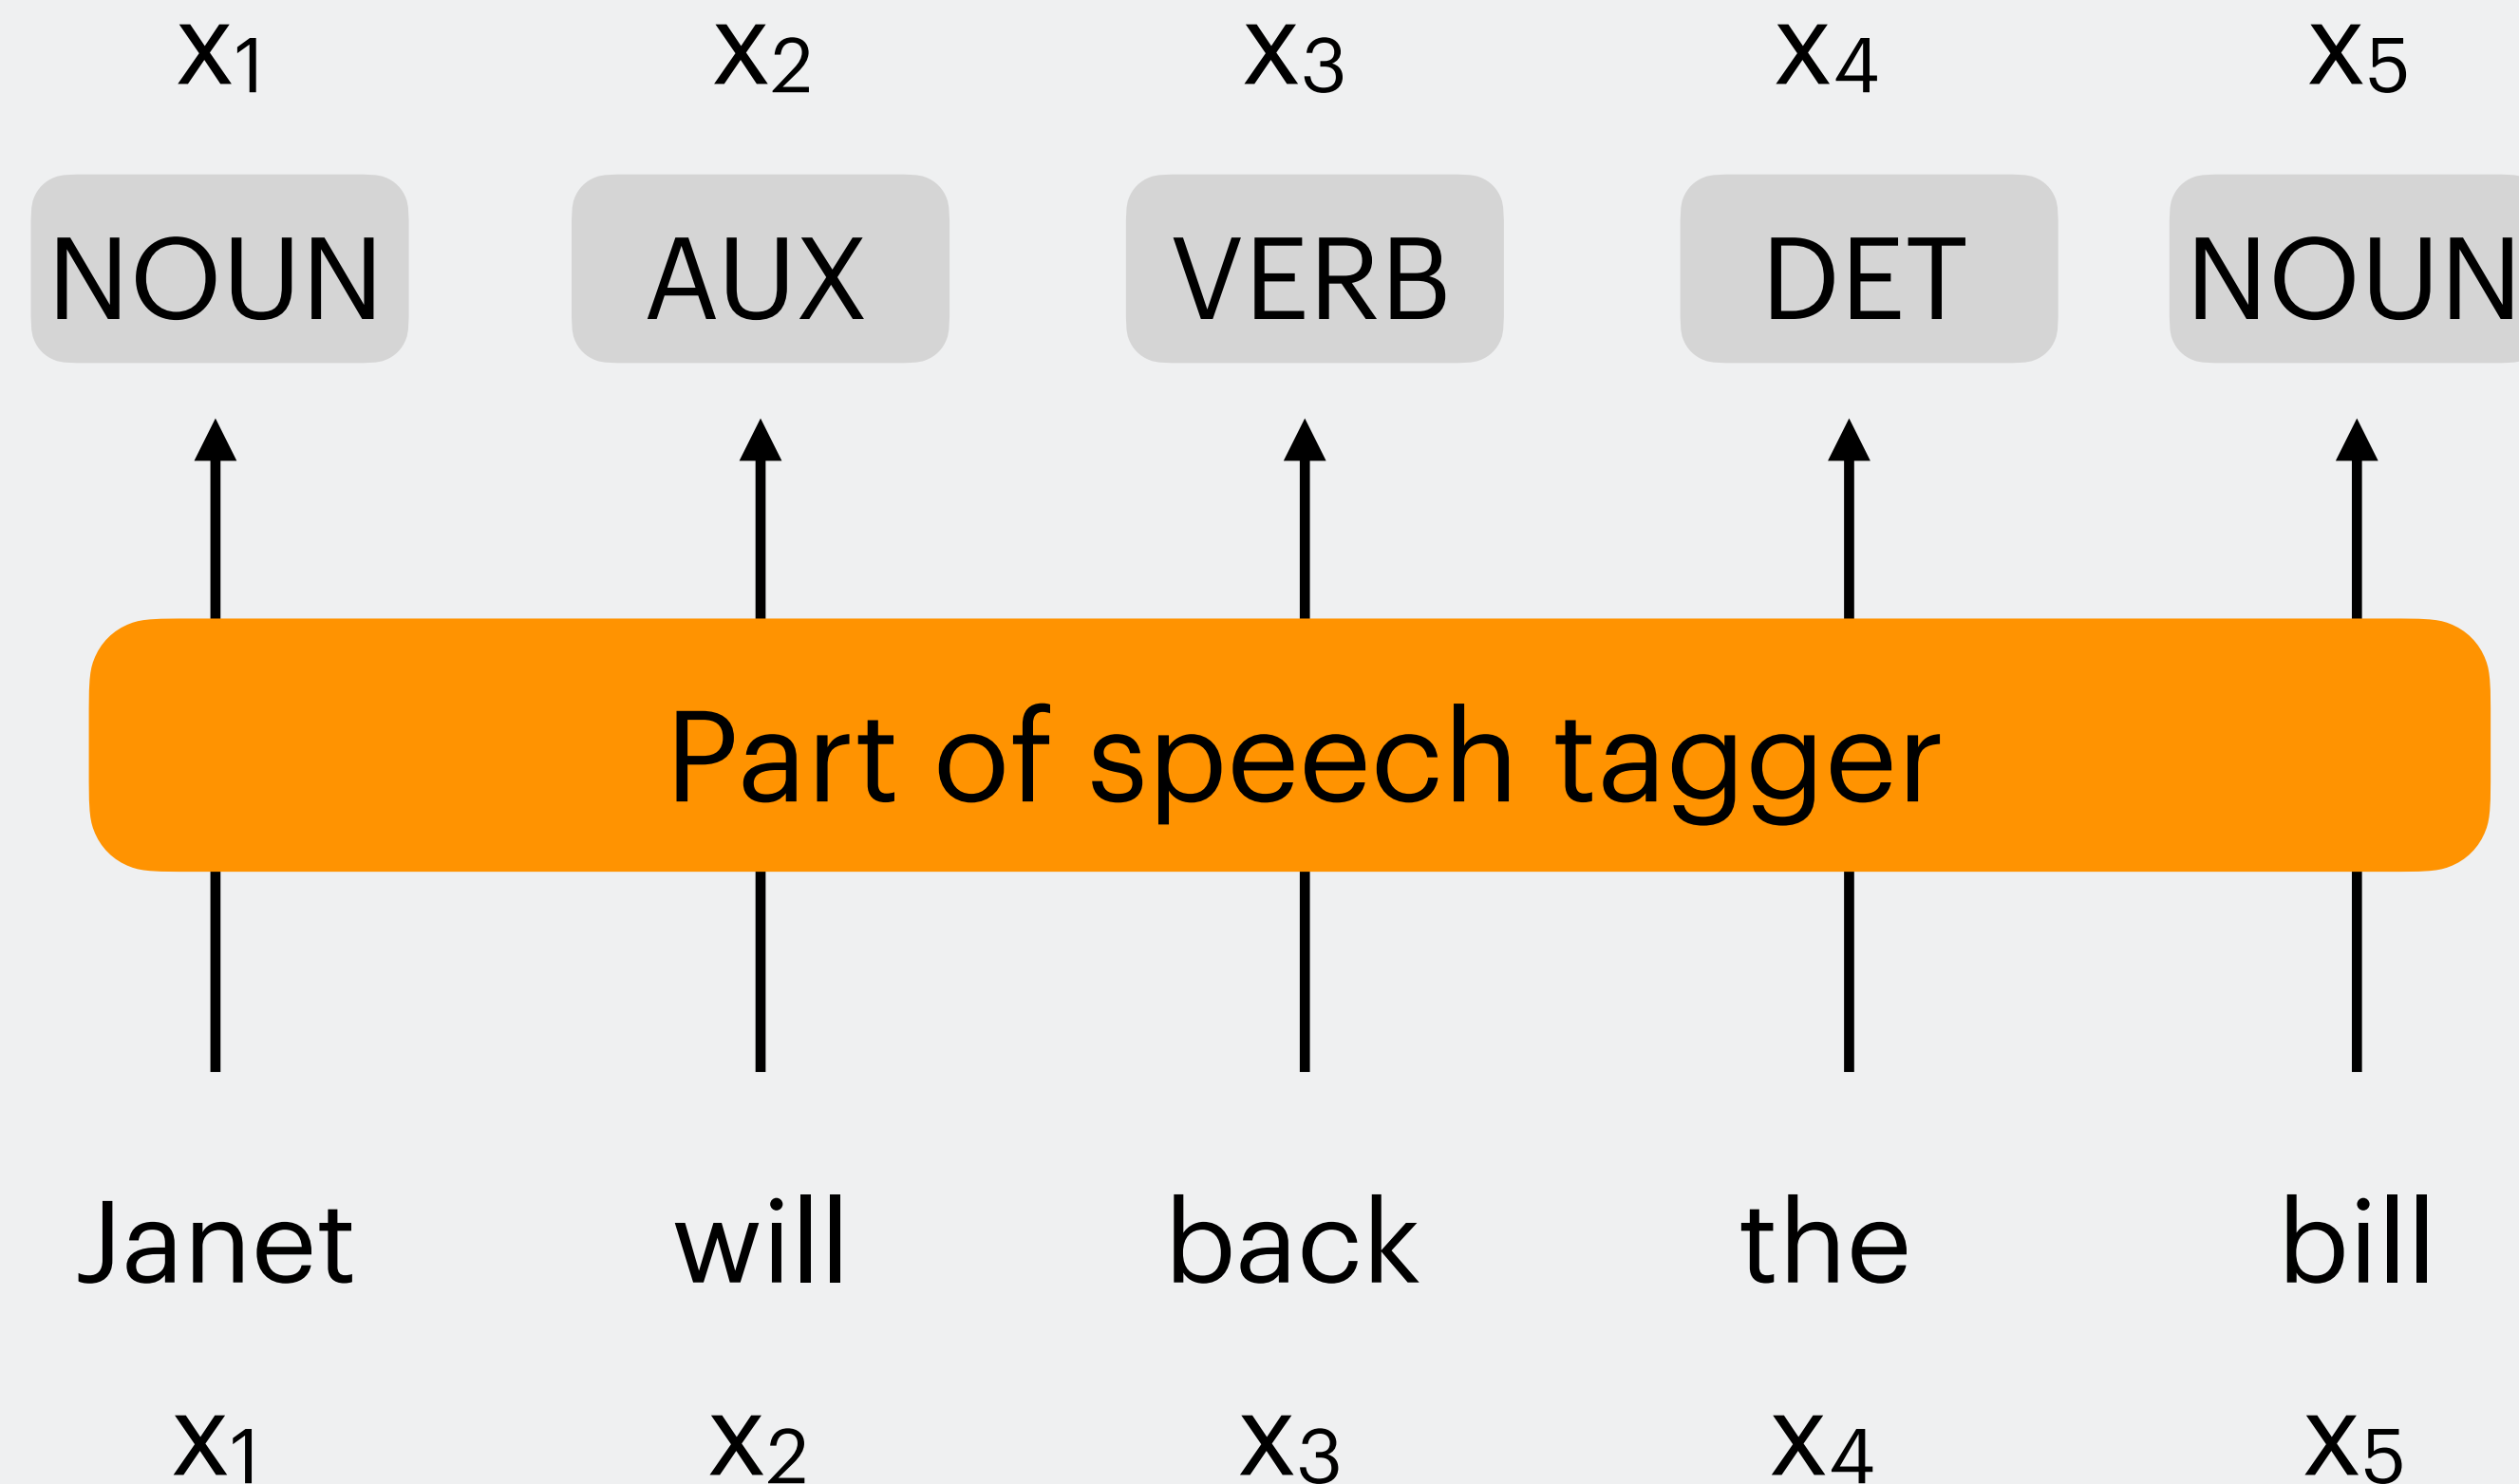 x₁ x₂ x₃ x₄ x₅
NOUN AUX VERB DET NOUN
Part of speech tagger
Janet will back the bill
x₁ x₂ x₃ x₄ x₅